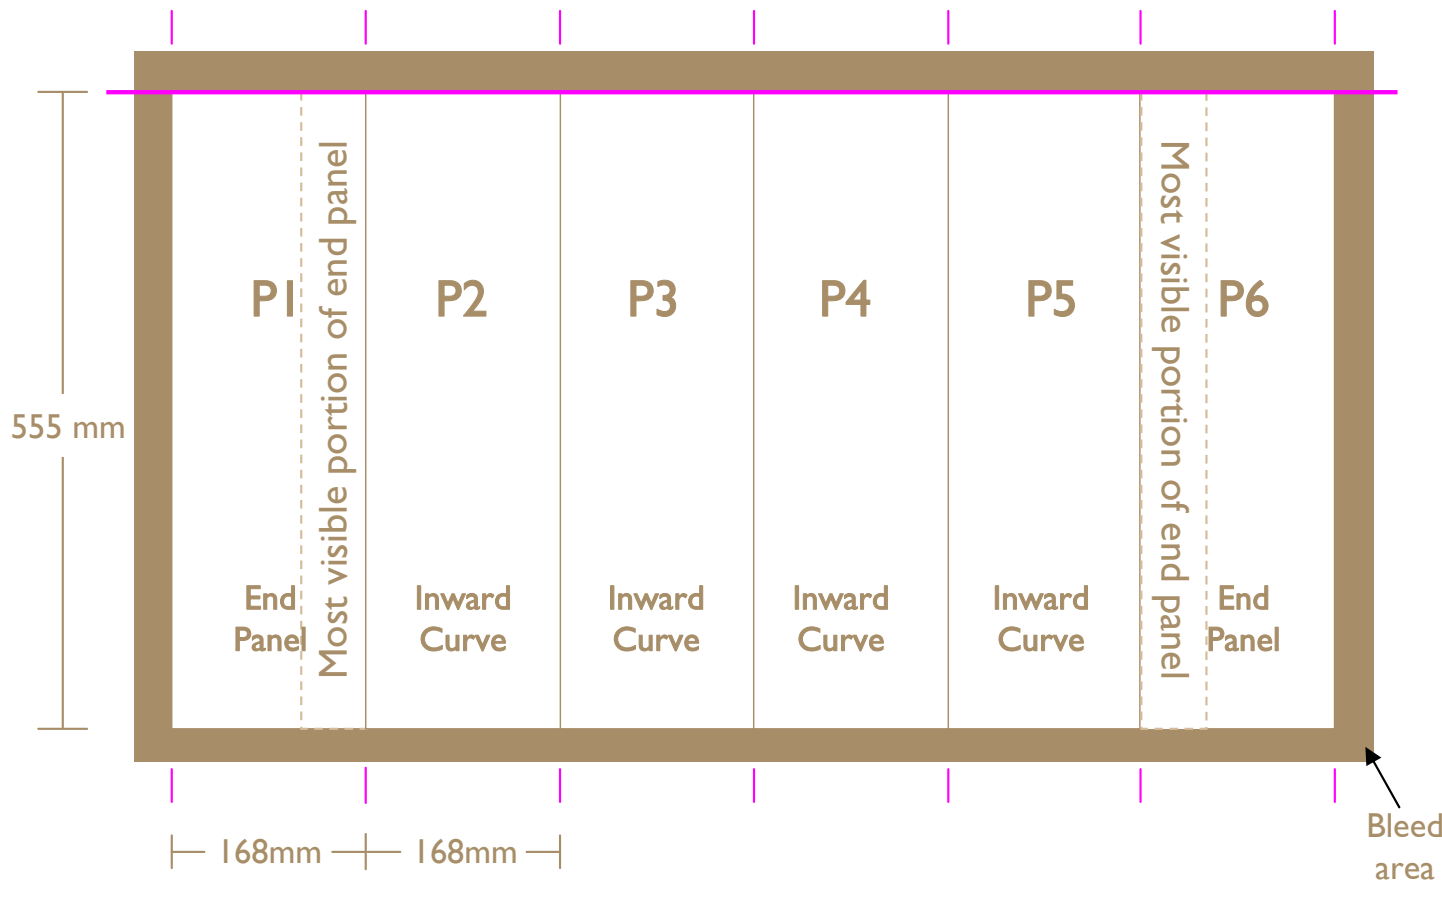 P1
P2
P3
P4
P5
P6
Most visible portion of end panel
Most visible portion of end panel
555 mm
End
Panel
Inward
Curve
Inward
Curve
Inward
Curve
Inward
Curve
End
Panel
168mm
168mm
Bleed
area